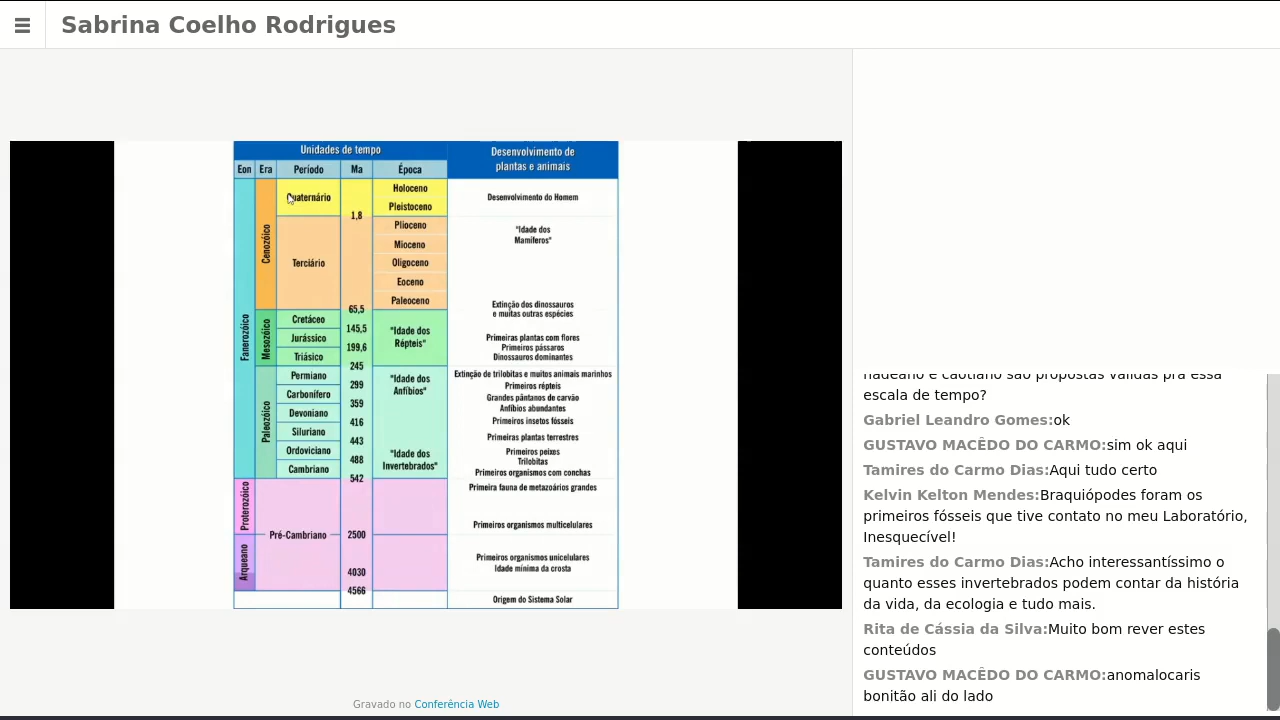 Sabrina Coelho Rodrigues
Unidades de tempo
Desenvolvimento de
plantas e animais
Eon Era Período Ma Época
Fanerozóico
Cenozóico
Quaternário
Holoceno
Pleistoceno
Desenvolvimento do Homem
1,8
Terciário
Plioceno
Mioceno
Oligoceno
Eoceno
Paleoceno
"Idade dos
Mamíferos"
65,5
Extinção dos dinossauros
e muitas outras espécies
Mesozóico
Cretáceo
145,5
Jurássico
199,6
Triásico
245
"Idade dos
Répteis"
Primeiras plantas com flores
Primeiros pássaros
Dinossauros dominantes
Paleozóico
Permiano
299
Carbonífero
359
Devoniano
416
Siluriano
443
Ordoviciano
488
Cambriano
542
"Idade dos
Anfíbios"
"Idade dos
Invertebrados"
Extinção de trilobitas e muitos animais marinhos
Primeiros répteis
Grandes pântanos de carvão
Anfíbios abundantes
Primeiros insetos fósseis
Primeiras plantas terrestres
Primeiros peixes
Trilobitas
Primeiros organismos com conchas
Proterozóico
Arqueano
Pré-Cambriano
2500
4030
4566
Primeira fauna de metazoários grandes
Primeiros organismos multicelulares
Primeiros organismos unicelulares
Idade mínima da crosta
Origem do Sistema Solar
Gravado no Conferência Web
hadeano e caotiano são propostas válidas pra essa
escala de tempo?
Gabriel Leandro Gomes:ok
GUSTAVO MACÊDO DO CARMO:sim ok aqui
Tamires do Carmo Dias:Aqui tudo certo
Kelvin Kelton Mendes:Braquiópodes foram os
primeiros fósseis que tive contato no meu Laboratório,
Inesquecível!
Tamires do Carmo Dias:Acho interessantíssimo o
quanto esses invertebrados podem contar da história
da vida, da ecologia e tudo mais.
Rita de Cássia da Silva:Muito bom rever estes
conteúdos
GUSTAVO MACÊDO DO CARMO:anomalocaris
bonitão ali do lado